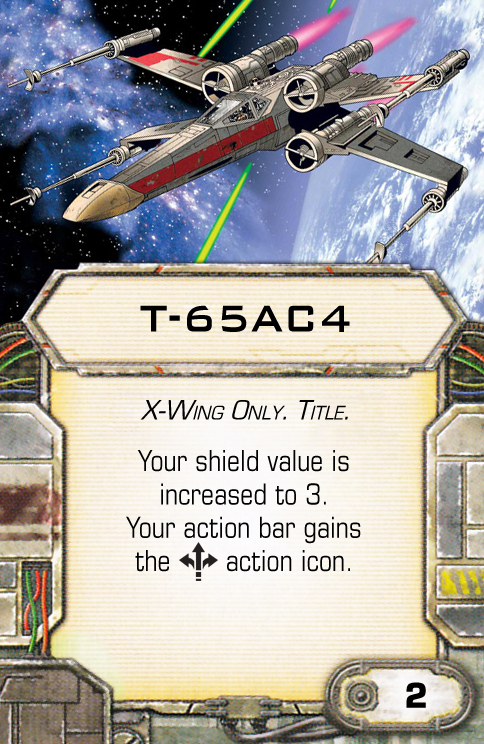 T-65AC4
X-Wing Only. Title.
Your shield value is
increased to 3.
Your action bar gains
the action icon.
2